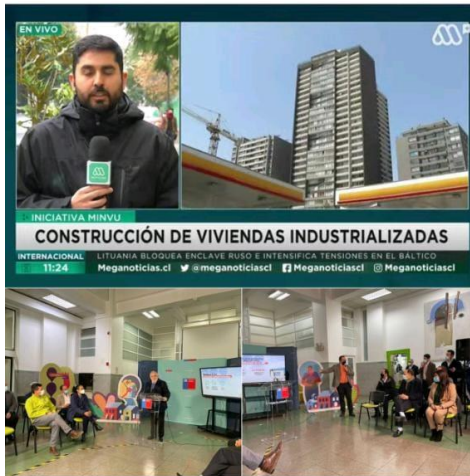 EN VIVO
INICIATIVA MINVU
CONSTRUCCIÓN DE VIVIENDAS INDUSTRIALIZADAS
INTERNACIONAL
LITUANIA BLOQUEA ENCLAVE RUSO E INTENSIFICA TENSIONES EN EL BÁLTICO
11:24
Meganoticias.cl @meganoticiascl Meganoticiascl Meganoticiascl